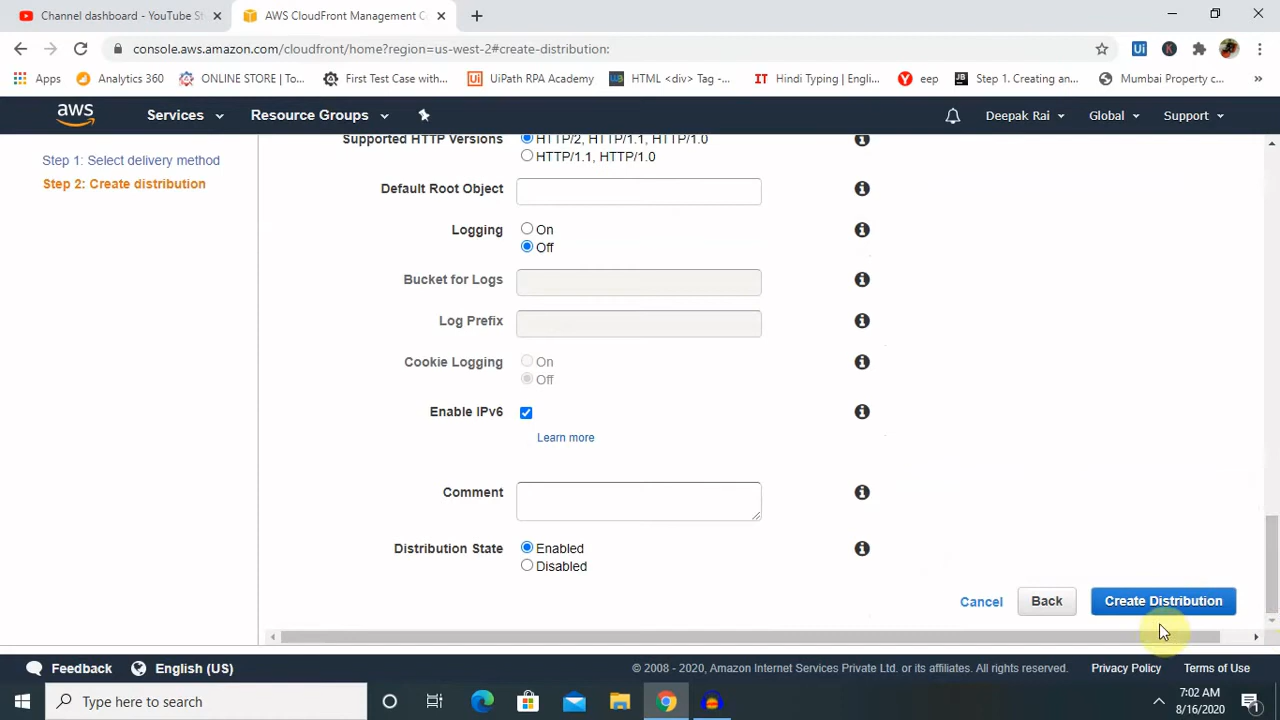 Channel dashboard - YouTube St
AWS CloudFront Management C
console.aws.amazon.com/cloudfront/home?region=us-west-2#create-distribution:
Ui
K
Apps
Analytics 360
ONLINE STORE | To...
First Test Case with...
UiPath RPA Academy
HTML <div> Tag -...
IT
Hindi Typing | Engli...
Y
eep
JB
Step 1. Creating an...
Mumbai Property c...
»
aws
Services
Resource Groups
Deepak Rai
Global
Support
Step 1: Select delivery method
Step 2: Create distribution
Supported HTTP Versions
HTTP/2, HTTP/1.1, HTTP/1.0
HTTP/1.1, HTTP/1.0
Default Root Object
Logging
On
Off
Bucket for Logs
Log Prefix
Cookie Logging
On
Off
Enable IPv6
Learn more
Comment
Distribution State
Enabled
Disabled
Cancel
Back
Create Distribution
Feedback
English (US)
© 2008 - 2020, Amazon Internet Services Private Ltd. or its affiliates. All rights reserved.
Privacy Policy
Terms of Use
Type here to search
7:02 AM
8/16/2020
1